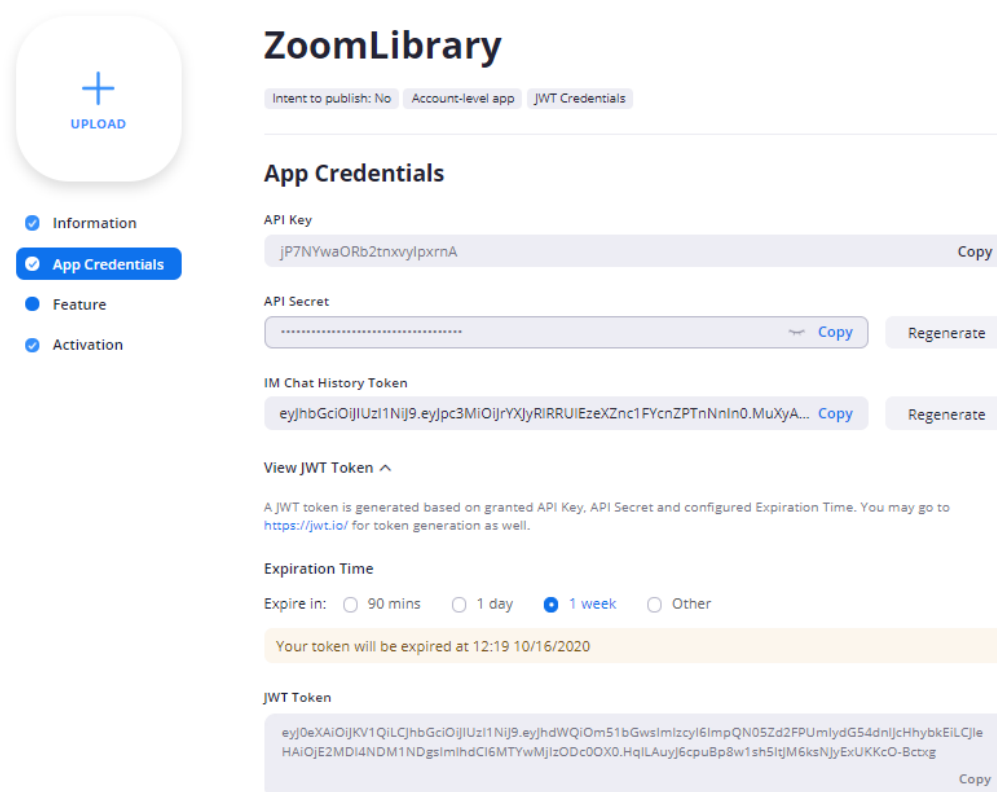 ZoomLibrary
Intent to publish: No Account-level app JWT Credentials
UPLOAD
App Credentials
Information
App Credentials
Feature
Activation
API Key
jP7NYwaORb2tnxvylpxrnA Copy
API Secret
Copy Regenerate
IM Chat History Token
Copy Regenerate
View JWT Token
A JWT token is generated based on granted API Key, API Secret and configured Expiration Time. You may go to
https://jwt.io/ for token generation as well.
Expiration Time
Expire in: 90 mins 1 day 1 week Other
Your token will be expired at 12:19 10/16/2020
JWT Token
Copy